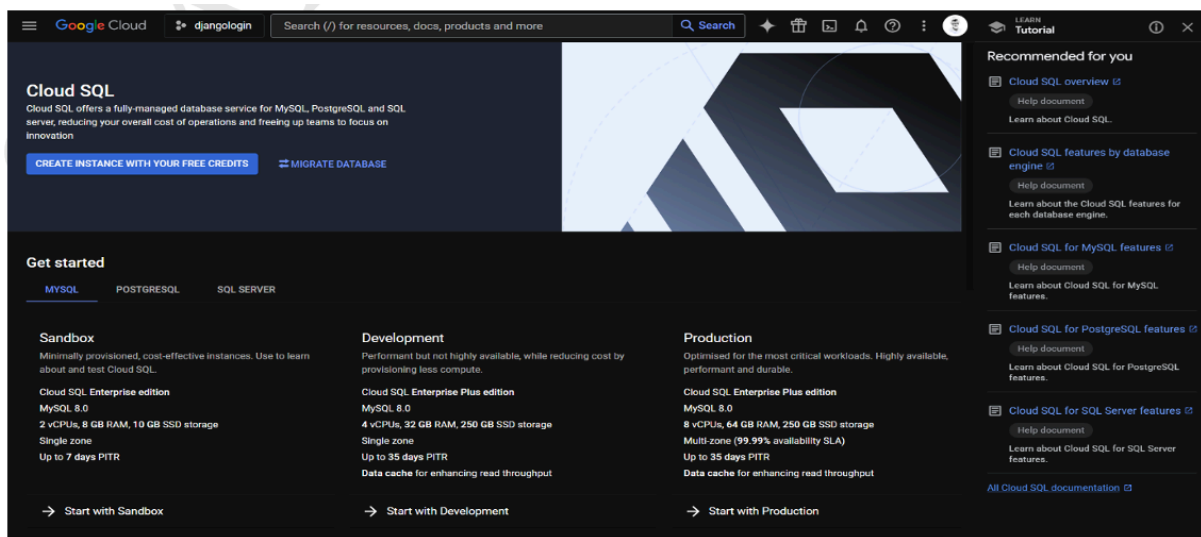 Google Cloud
djangologin
Search (/) for resources, docs, products and more
Search
LEARN
Tutorial
Cloud SQL
Cloud SQL offers a fully-managed database service for MySQL, PostgreSQL and SQL
server, reducing your overall cost of operations and freeing up teams to focus on
innovation
CREATE INSTANCE WITH YOUR FREE CREDITS
MIGRATE DATABASE
Get started
MYSQL
POSTGRESQL
SQL SERVER
Sandbox
Minimally provisioned, cost-effective instances. Use to learn
about and test Cloud SQL.
Cloud SQL Enterprise edition
MySQL 8.0
2 vCPUs, 8 GB RAM, 10 GB SSD storage
Single zone
Up to 7 days PITR
Start with Sandbox
Development
Performant but not highly available, while reducing cost by
provisioning less compute.
Cloud SQL Enterprise Plus edition
MySQL 8.0
4 vCPUs, 32 GB RAM, 250 GB SSD storage
Single zone
Up to 35 days PITR
Data cache for enhancing read throughput
Start with Development
Production
Optimised for the most critical workloads. Highly available,
performant and durable.
Cloud SQL Enterprise Plus edition
MySQL 8.0
8 vCPUs, 64 GB RAM, 250 GB SSD storage
Multi-zone (99.99% availability SLA)
Up to 35 days PITR
Data cache for enhancing read throughput
Start with Production
Recommended for you
Cloud SQL overview
Help document
Learn about Cloud SQL.
Cloud SQL features by database
engine
Help document
Learn about the Cloud SQL features for
each database engine.
Cloud SQL for MySQL features
Help document
Learn about Cloud SQL for MySQL
features.
Cloud SQL for PostgreSQL features
Help document
Learn about Cloud SQL for PostgreSQL
features.
Cloud SQL for SQL Server features
Help document
Learn about Cloud SQL for SQL Server
features.
All Cloud SQL documentation